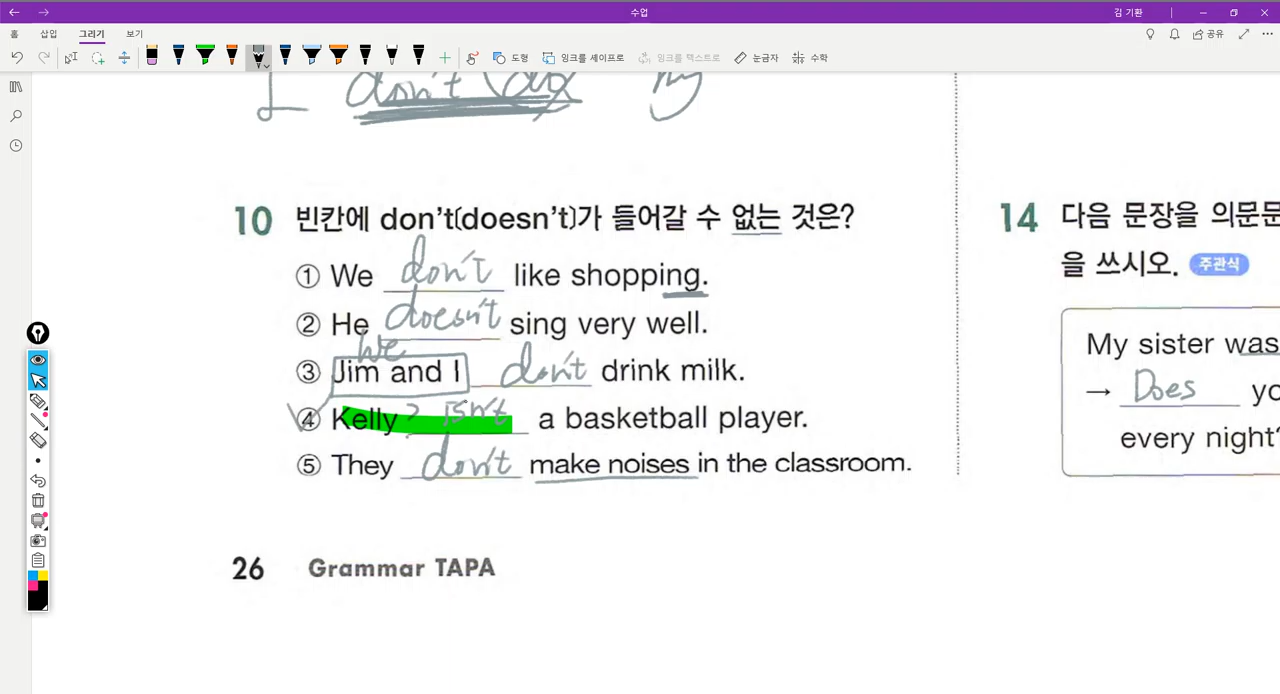 수업
김 기환
홈 삽입 그리기 보기
공유
도형 잉크를 셰이프로 잉크를 텍스트로 눈금자 수학
I don't
10 빈칸에 don't(doesn't)가 들어갈 수 없는 것은?
① We don't like shopping.
② He doesn't sing very well.
We
③ Jim and I don't drink milk.
④ Kelly ? isn't a basketball player.
⑤ They don't make noises in the classroom.
26 Grammar TAPA
14 다음 문장을 의문문
을 쓰시오. 주관식
My sister was
→ Does yo
every night?